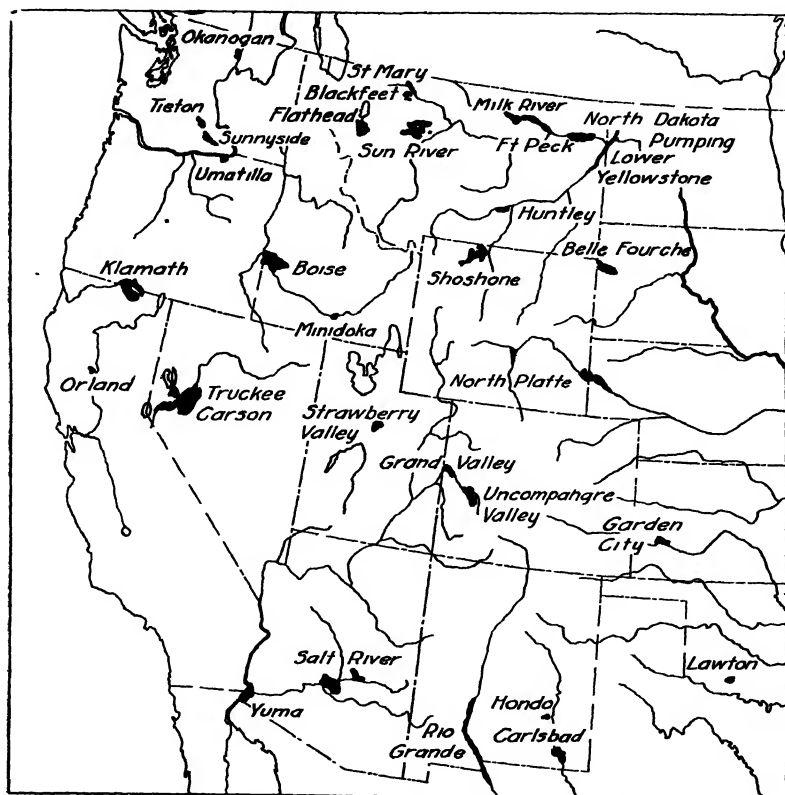 Okanogan
St Mary
Blackfeet
Flathead
Milk River
North Dakota
Pumping
Tieton
Sunnyside
Sun River
Ft Peck
Lower
Yellowstone
Umatilla
Huntley
Klamath
Boise
Shoshone
Belle Fourche
Minidoka
Orland
Truckee
Carson
North Platte
Strawberry
Valley
Grand Valley
Uncompahgre
Valley
Garden
City
Salt River
Lawton
Yuma
Hondo
Rio
Grande
Carlsbad